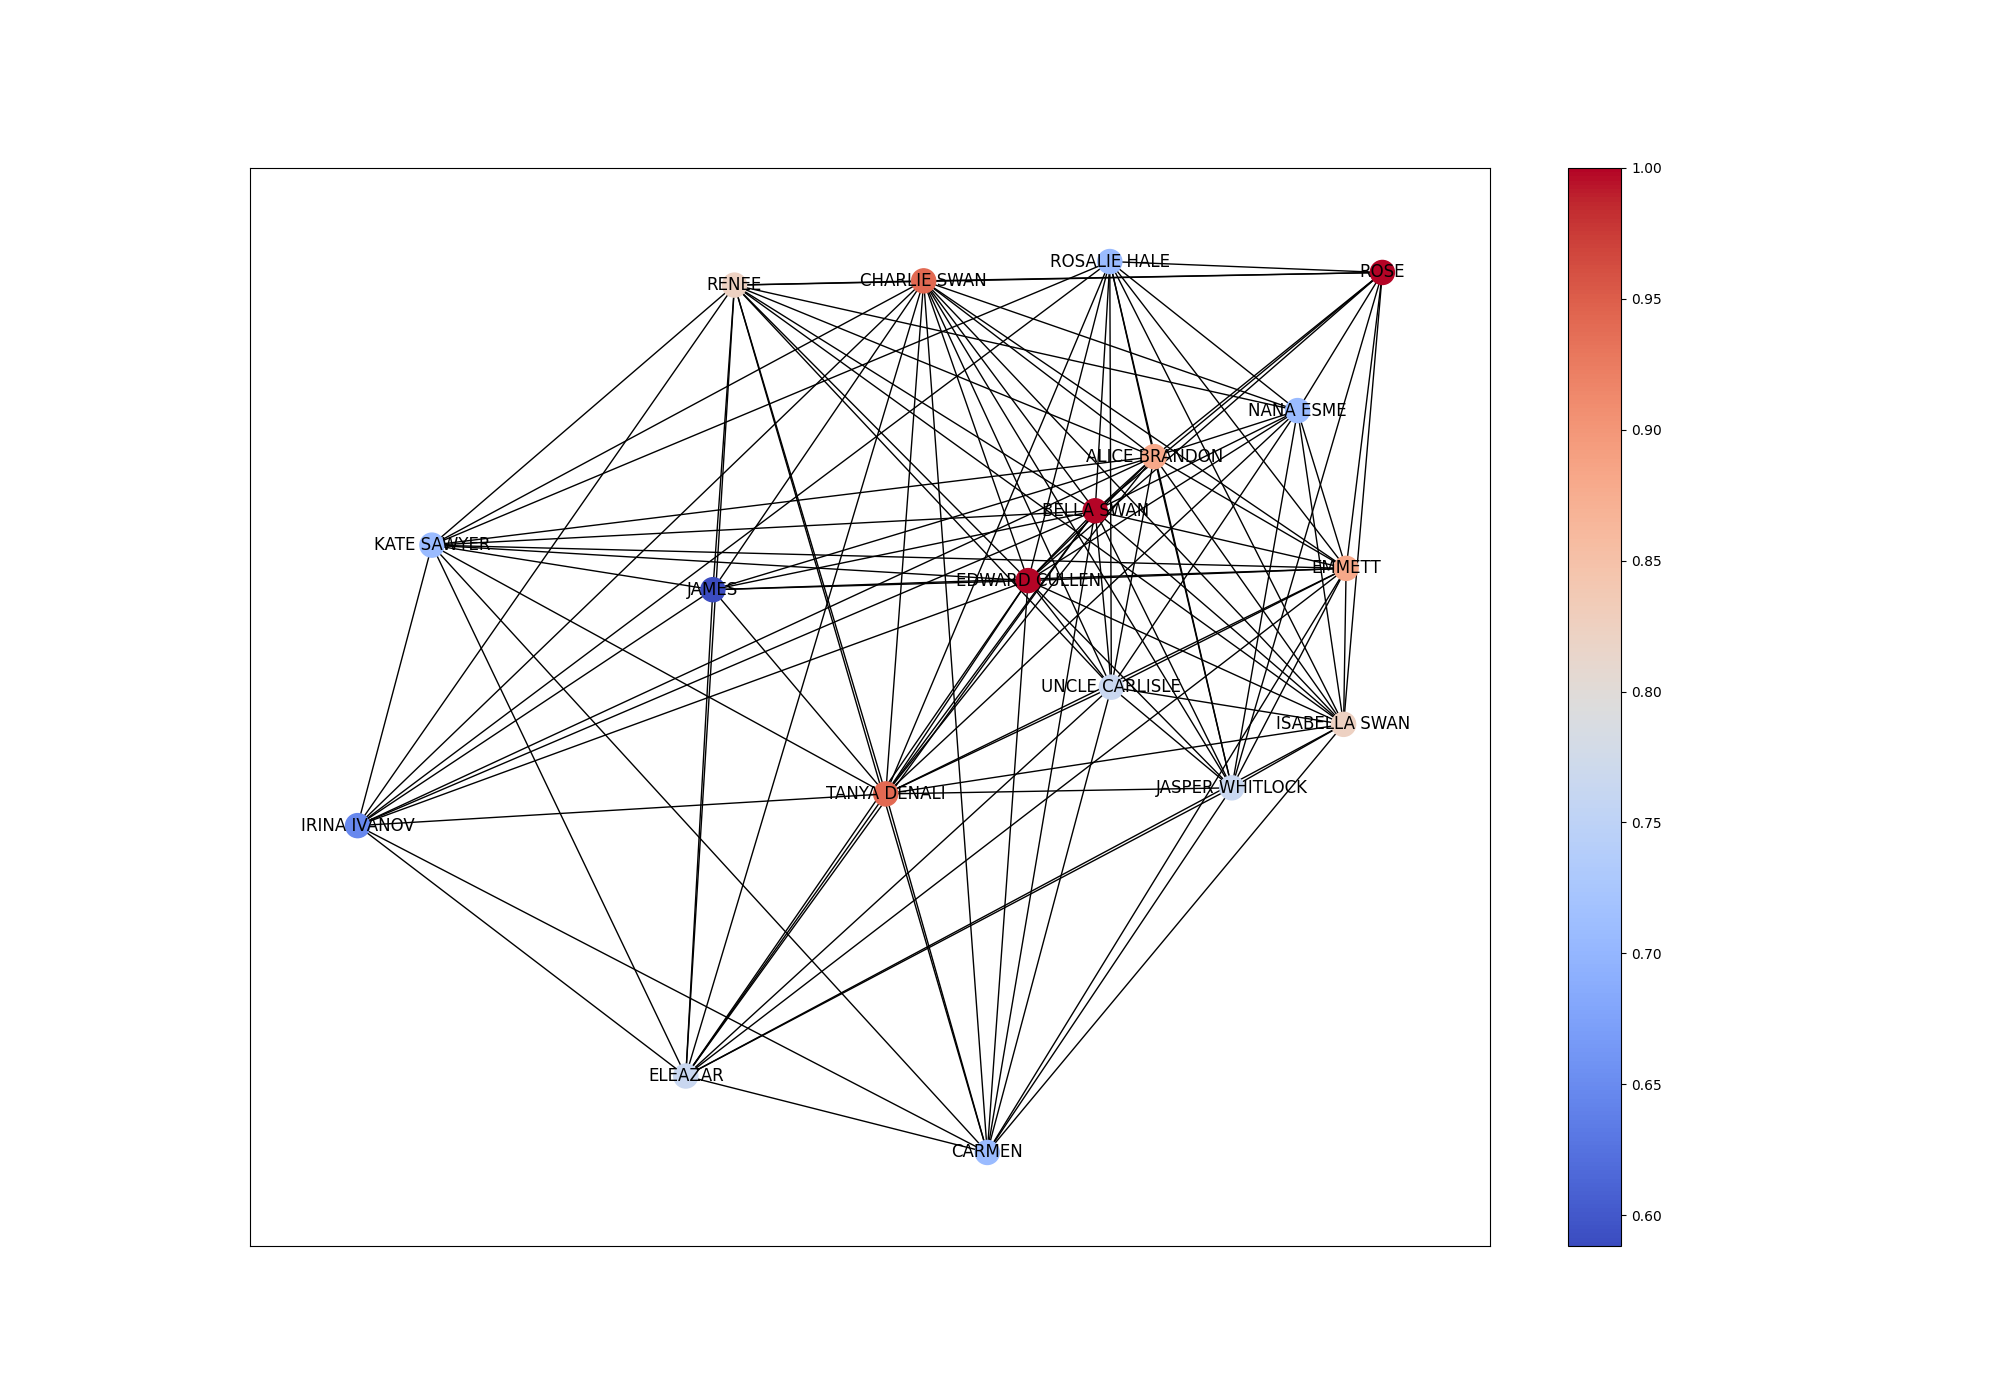 ROSALIE HALE
ROSE
RENEE
CHARLIE SWAN
NANA ESME
ALICE BRANDON
BELLA SWAN
KATE SAWYER
EMMETT
EDWARD CULLEN
JAMES
UNCLE CARLISLE
ISABELLA SWAN
JASPER WHITLOCK
TANYA DENALI
IRINA IVANOV
ELEAZAR
CARMEN
1.00
0.95
0.90
0.85
0.80
0.75
0.70
0.65
0.60